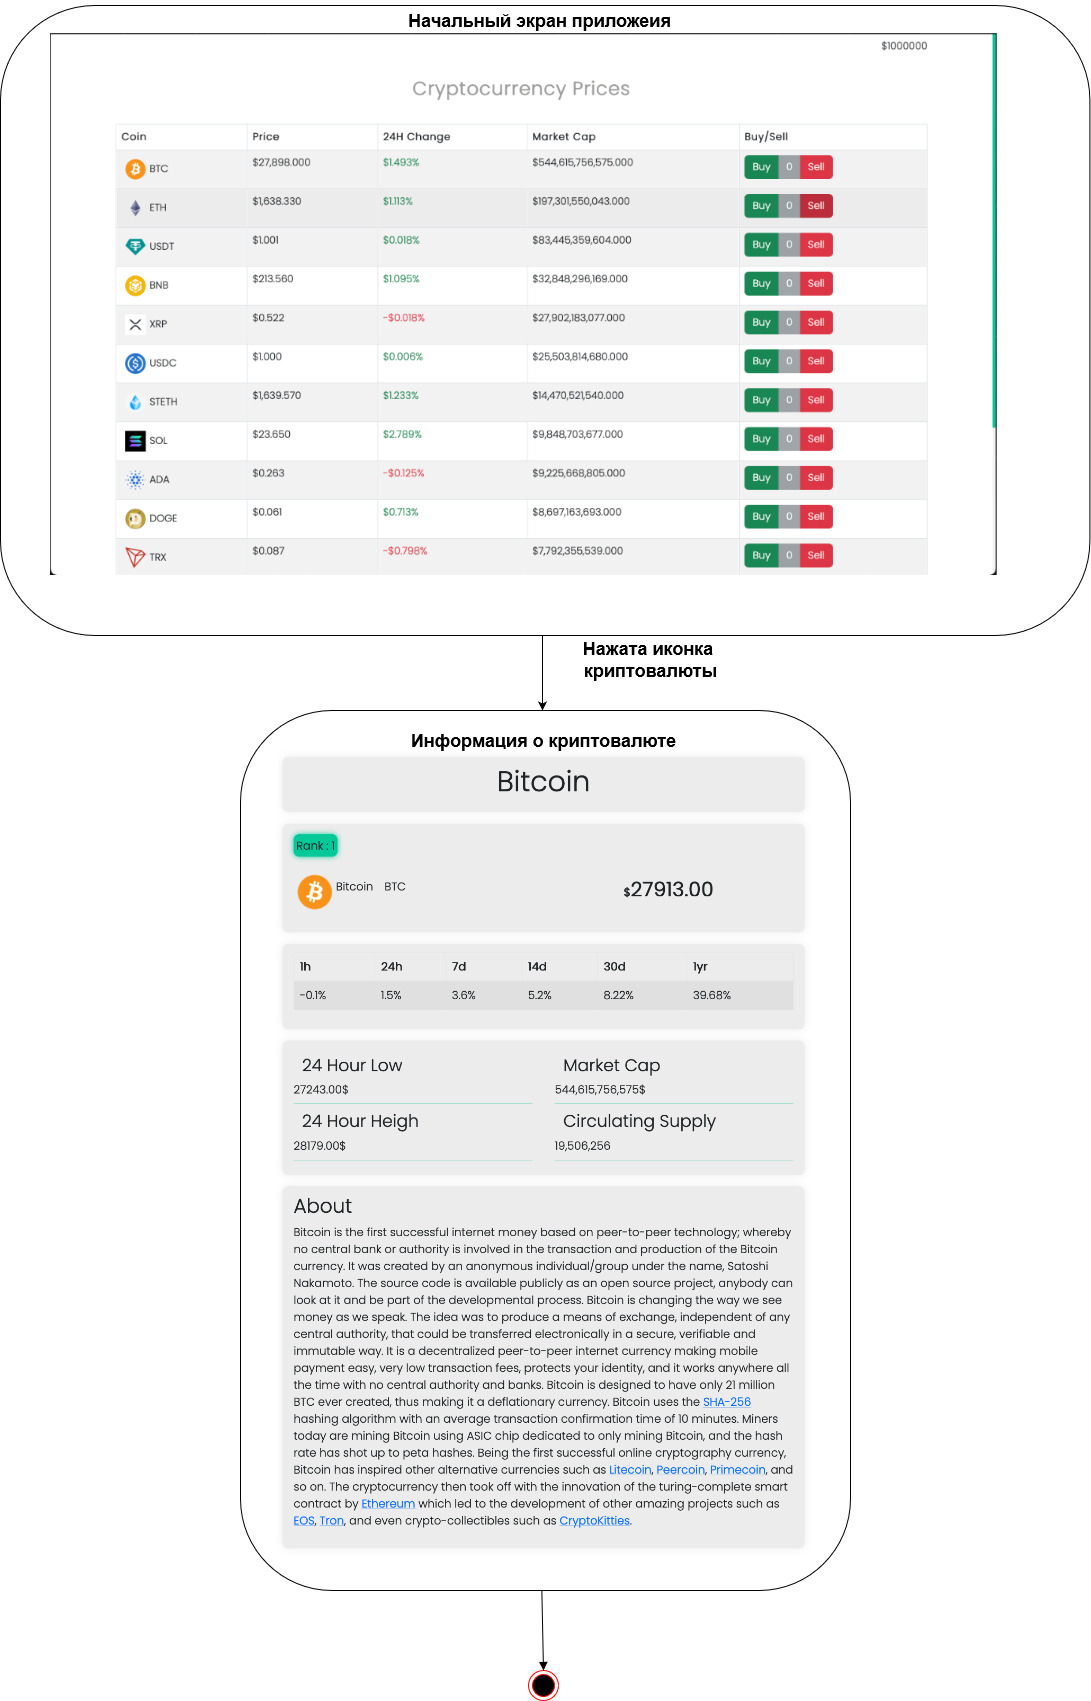 Начальный экран приложеия
$1000000
Cryptocurrency Prices
Coin Price 24H Change Market Cap Buy/Sell
BTC $27,898.000 $1.493% $544,615,756,575.000 Buy 0 Sell
ETH $1,638.330 $1.113% $197,301,550,043.000 Buy 0 Sell
USDT $1.001 $0.018% $83,445,359,604.000 Buy 0 Sell
BNB $213.560 $1.095% $32,848,296,169.000 Buy 0 Sell
XRP $0.522 -$0.018% $27,902,183,077.000 Buy 0 Sell
USDC $1.000 $0.006% $25,503,814,680.000 Buy 0 Sell
STETH $1,639.570 $1.233% $14,470,521,540.000 Buy 0 Sell
SOL $23.650 $2.789% $9,848,703,677.000 Buy 0 Sell
ADA $0.263 -$0.125% $9,225,668,805.000 Buy 0 Sell
DOGE $0.061 $0.713% $8,697,163,693.000 Buy 0 Sell
TRX $0.087 -$0.798% $7,792,355,539.000 Buy 0 Sell
Нажата иконка
криптовалюты
Информация о криптовалюте
Bitcoin
Rank : 1
Bitcoin BTC $27913.00
1h 24h 7d 14d 30d 1yr
-0.1% 1.5% 3.6% 5.2% 8.22% 39.68%
24 Hour Low Market Cap
27243.00$ 544,615,756,575$
24 Hour Heigh Circulating Supply
28179.00$ 19,506,256
About
Bitcoin is the first successful internet money based on peer-to-peer technology; whereby
no central bank or authority is involved in the transaction and production of the Bitcoin
currency. It was created by an anonymous individual/group under the name, Satoshi
Nakamoto. The source code is available publicly as an open source project, anybody can
look at it and be part of the developmental process. Bitcoin is changing the way we see
money as we speak. The idea was to produce a means of exchange, independent of any
central authority, that could be transferred electronically in a secure, verifiable and
immutable way. It is a decentralized peer-to-peer internet currency making mobile
payment easy, very low transaction fees, protects your identity, and it works anywhere all
the time with no central authority and banks. Bitcoin is designed to have only 21 million
BTC ever created, thus making it a deflationary currency. Bitcoin uses the SHA-256
hashing algorithm with an average transaction confirmation time of 10 minutes. Miners
today are mining Bitcoin using ASIC chip dedicated to only mining Bitcoin, and the hash
rate has shot up to peta hashes. Being the first successful online cryptography currency,
Bitcoin has inspired other alternative currencies such as Litecoin, Peercoin, Primecoin, and
so on. The cryptocurrency then took off with the innovation of the turing-complete smart
contract by Ethereum which led to the development of other amazing projects such as
EOS, Tron, and even crypto-collectibles such as CryptoKitties.